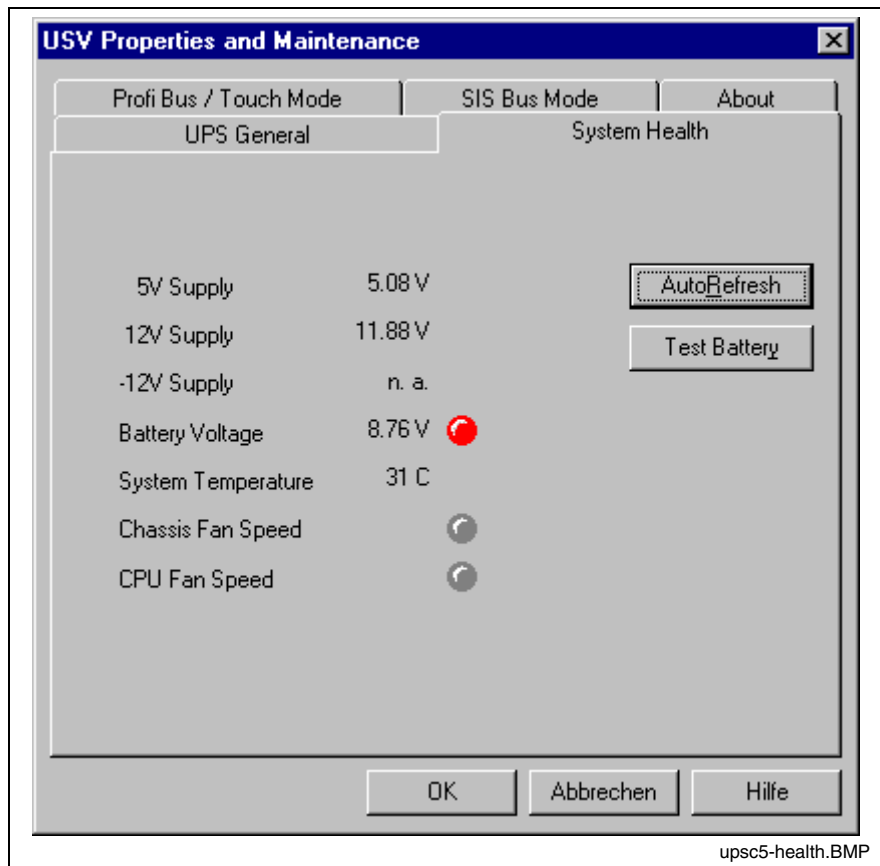 USV Properties and Maintenance
Profi Bus / Touch Mode
SIS Bus Mode
About
UPS General
System Health
5V Supply 5.08 V
AutoRefresh
12V Supply 11.88 V
Test Battery
-12V Supply n. a.
Battery Voltage 8.76 V
System Temperature 31 C
Chassis Fan Speed
CPU Fan Speed
OK
Abbrechen
Hilfe
upsc5-health.BMP